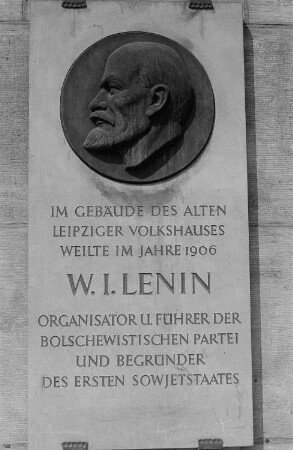 IM GEBÄUDE DES ALTEN
LEIPZIGER VOLKSHAUSES
WEILTE IM JAHRE 1906
W. I. LENIN
ORGANISATOR U. FÜHRER DER
BOLSCHEWISTISCHEN PARTEI
UND BEGRÜNDER
DES ERSTEN SOWJETSTAATES